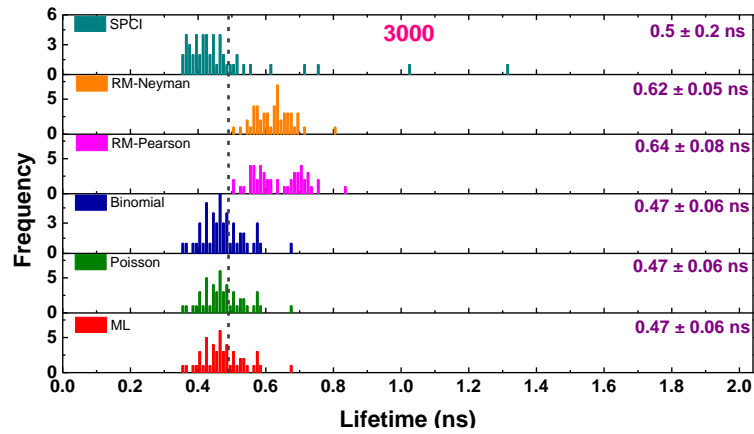 6
SPCI
3000
0.5 ± 0.2 ns
4
2
0
RM-Neyman
0.62 ± 0.05 ns
5
0
RM-Pearson
0.64 ± 0.08 ns
5
0
Binomial
0.47 ± 0.06 ns
3
0
Poisson
0.47 ± 0.06 ns
5
0
ML
0.47 ± 0.06 ns
5
0
Frequency
0.0 0.2 0.4 0.6 0.8 1.0 1.2 1.4 1.6 1.8 2.0
Lifetime (ns)